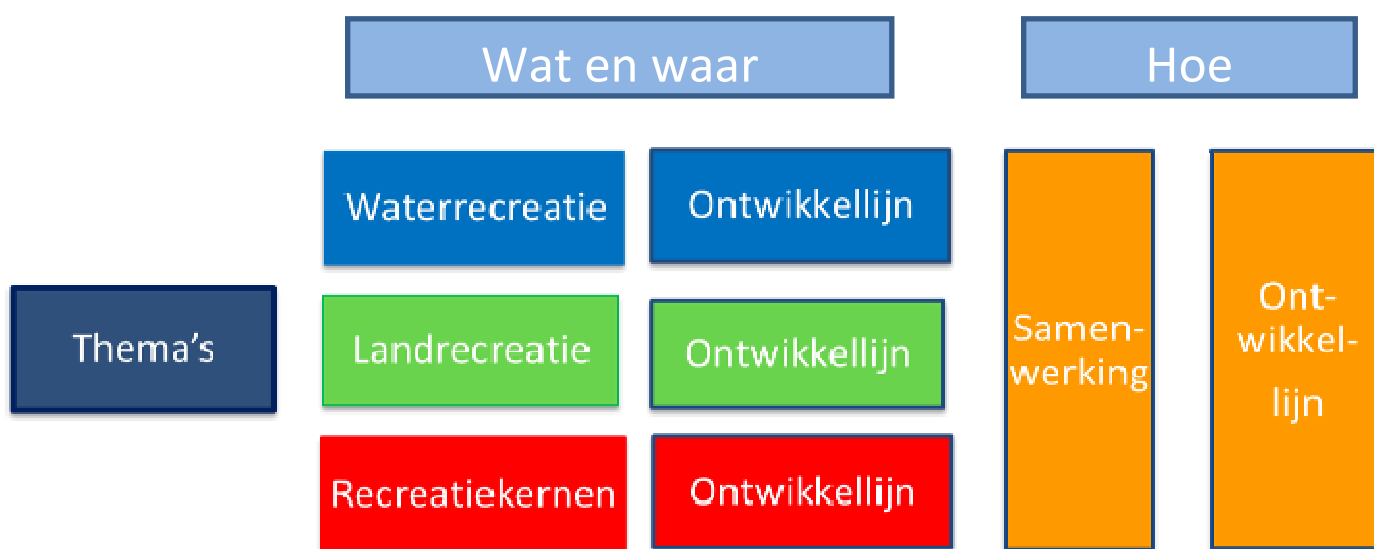 Wat en waar
Hoe
Waterrecreatie
Ontwikkellijn
Thema's
Landrecreatie
Ontwikkellijn
Recreatiekernen
Ontwikkellijn
Samen-
werking
Ont-
wikkel-
lijn